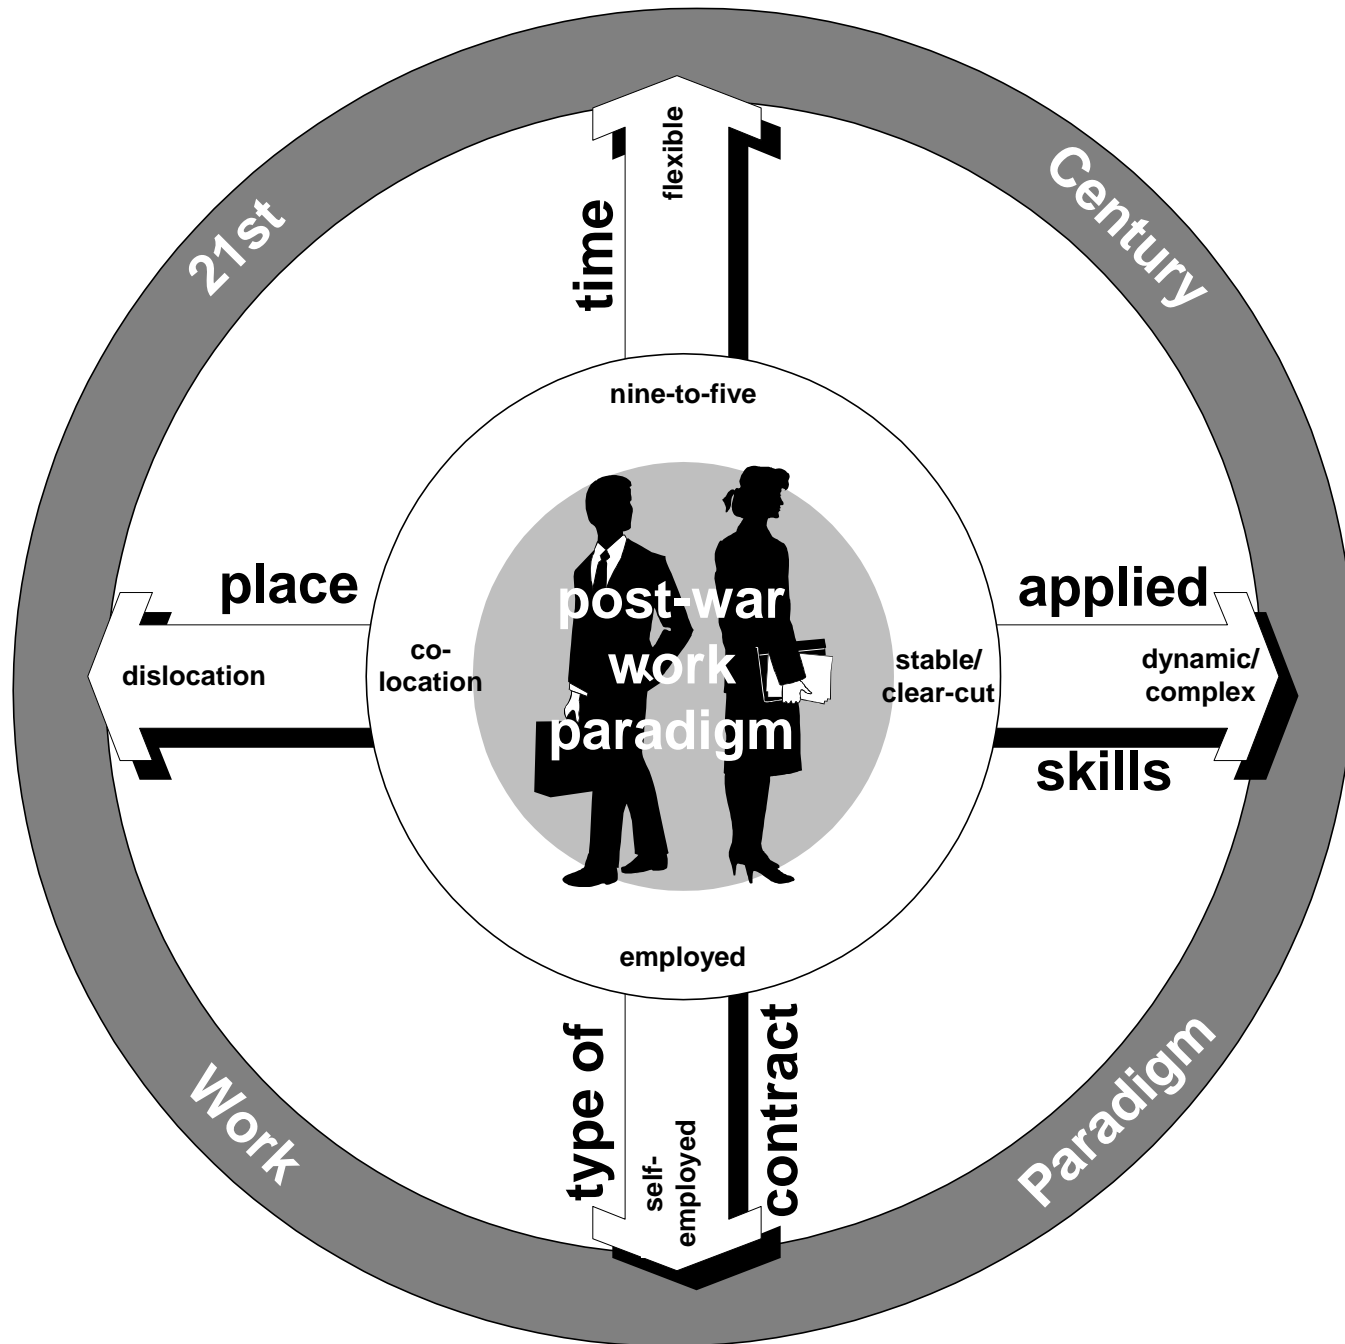 21st
Century
flexible
time
nine-to-five
place
applied
co-
location
dislocation
post-war
work
paradigm
stable/
clear-cut
dynamic/
complex
skills
employed
type of
contract
self-
employed
Work
Paradigm